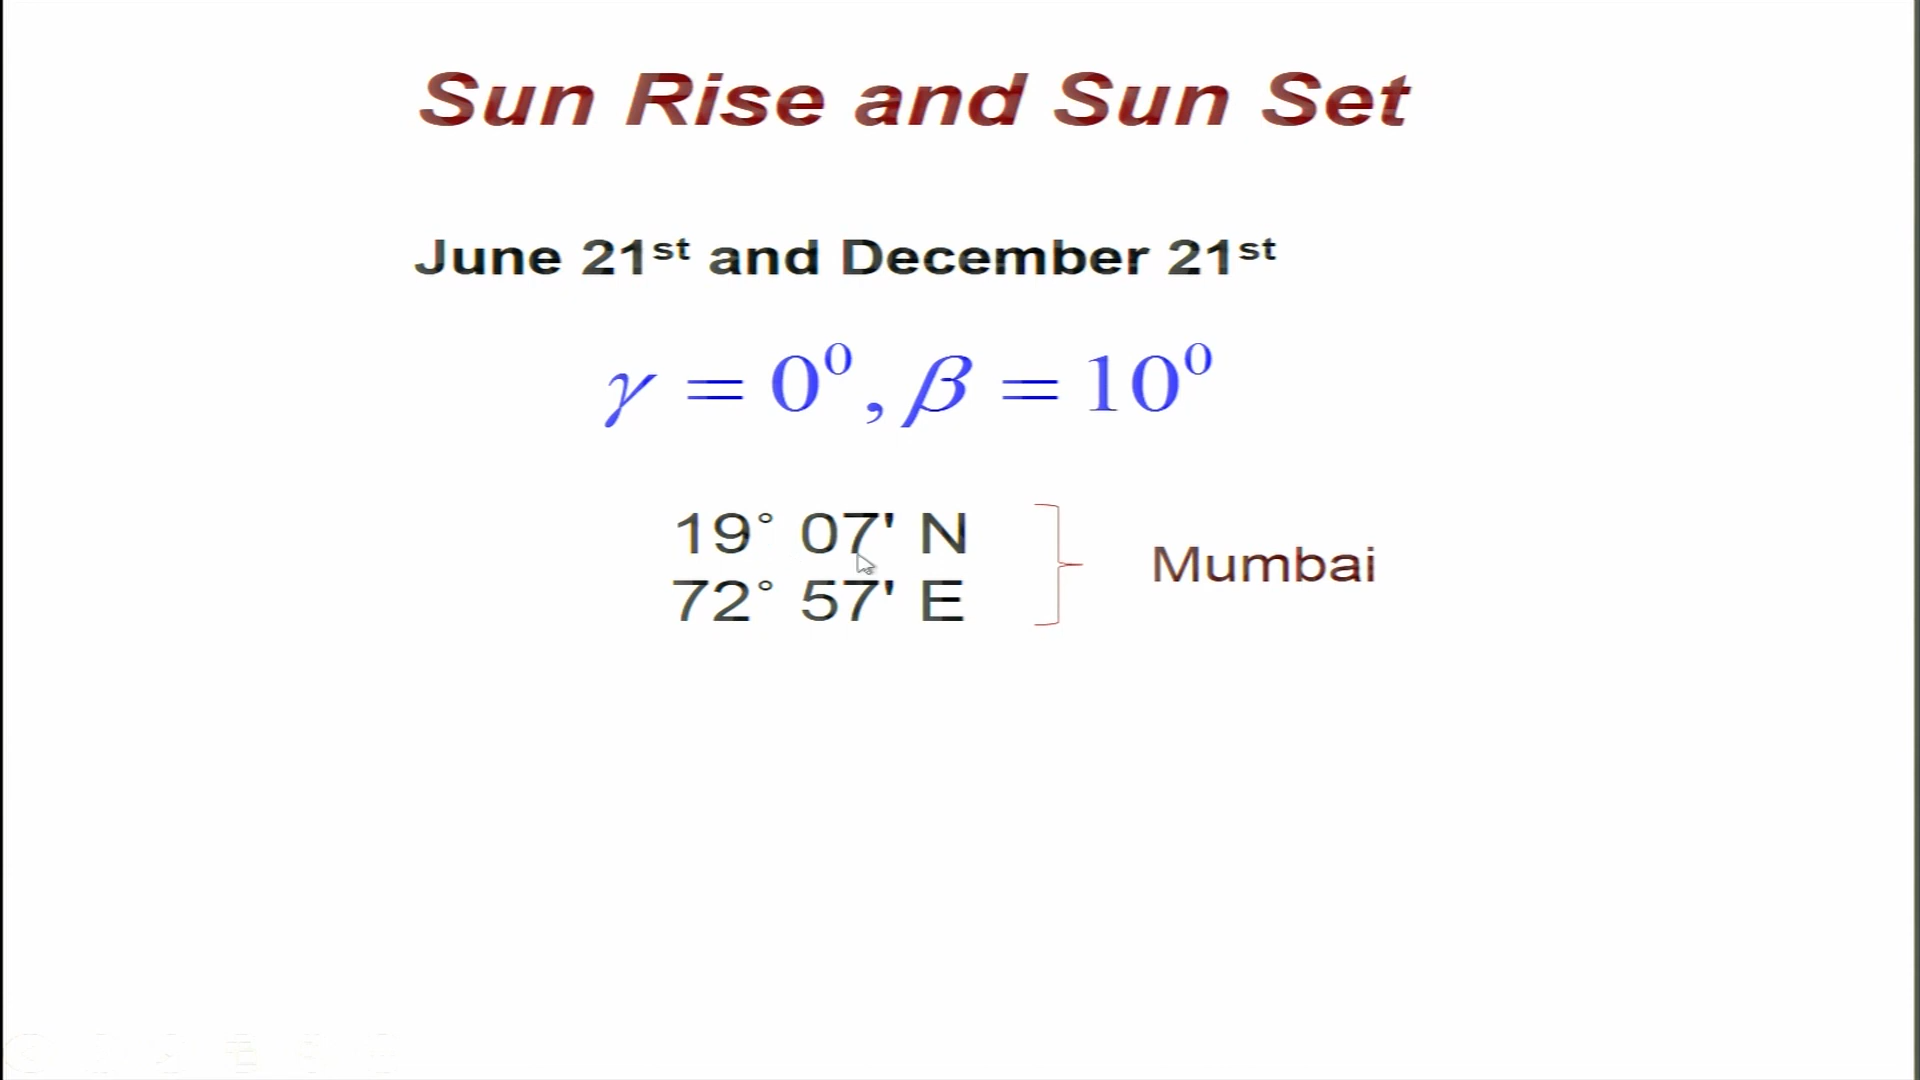 Sun Rise and Sun Set
June 21st and December 21st
γ = 0⁰, β = 10⁰
19° 07' N
72° 57' E
Mumbai